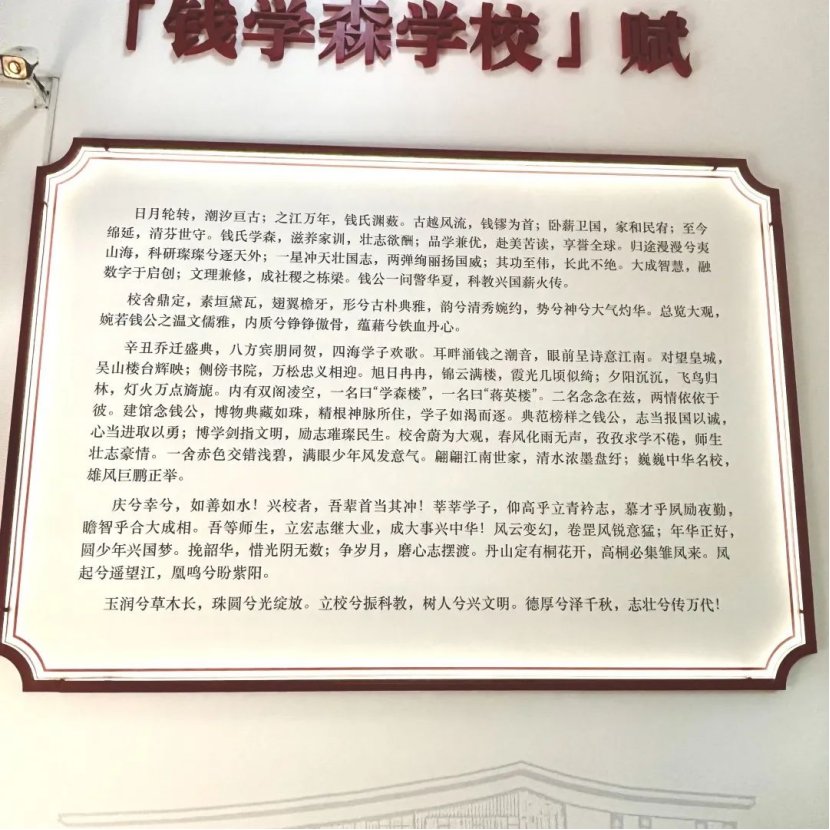 「钱学森学校」赋
日月轮转，潮汐亘古；之江万年，钱氏渊薮。古越风流，钱镠为首；卧薪卫国，家和民宥；至今
绵延，清芬世守。钱氏学森，滋养家训，壮志欲酬；品学兼优，赴美苦读，享誉全球。归途漫漫兮夷
山海，科研璨璨兮逐天外；一星冲天壮国志，两弹绚丽扬国威；其功至伟，长此不绝。大成智慧，融
数字于启创；文理兼修，成社稷之栋梁。钱公一问警华夏，科教兴国薪火传。
校舍鼎定，素垣黛瓦，翅翼檐牙，形兮古朴典雅，韵兮清秀婉约，势兮神兮大气灼华。总览大观，
婉若钱公之温文儒雅，内质兮铮铮傲骨，蕴藉兮铁血丹心。
辛丑乔迁盛典，八方宾朋同贺，四海学子欢歌。耳畔涌钱之潮音，眼前呈诗意江南。对望皇城，
吴山楼台辉映；侧傍书院，万松忠义相迎。旭日冉冉，锦云满楼，霞光几顷似绮；夕阳沉沉，飞鸟归
林，灯火万点旖旎。内有双阁凌空，一名曰“学森楼”，一名曰“蒋英楼”。二名念念在兹，两情依依于
彼。建馆念钱公，博物典藏如珠，精根神脉所住，学子如渴而逐。典范榜样之钱公，志当报国以诚，
心当进取以勇；博学剑指文明，励志璀璨民生。校舍蔚为大观，春风化雨无声，孜孜求学不倦，师生
壮志豪情。一舍赤色交错浅碧，满眼少年风发意气。翩翩江南世家，清水浓墨盘纡；巍巍中华名校，
雄风巨鹏正举。
庆兮幸兮，如善如水！兴校者，吾辈首当其冲！莘莘学子，仰高乎立青衿志，慕才乎夙励夜勤，
瞻智乎合大成相。吾等师生，立宏志继大业，成大事兴中华！风云变幻，卷罡风锐意猛；年华正好，
圆少年兴国梦。挽韶华，惜光阴无数；争岁月，磨心志摆渡。丹山定有桐花开，高桐必集雏凤来。凤
起兮遥望江，凰鸣兮盼紫阳。
玉润兮草木长，珠圆兮光绽放。立校兮振科教，树人兮兴文明。德厚兮泽千秋，志壮兮传万代！